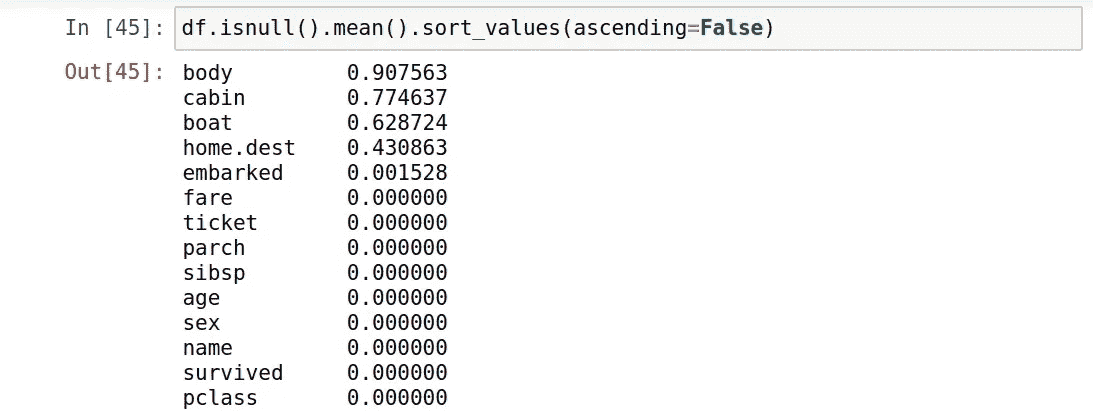 In [45]: df.isnull().mean().sort_values(ascending=False)
Out[45]: body 0.907563
cabin 0.774637
boat 0.628724
home.dest 0.430863
embarked 0.001528
fare 0.000000
ticket 0.000000
parch 0.000000
sibsp 0.000000
age 0.000000
sex 0.000000
name 0.000000
survived 0.000000
pclass 0.000000